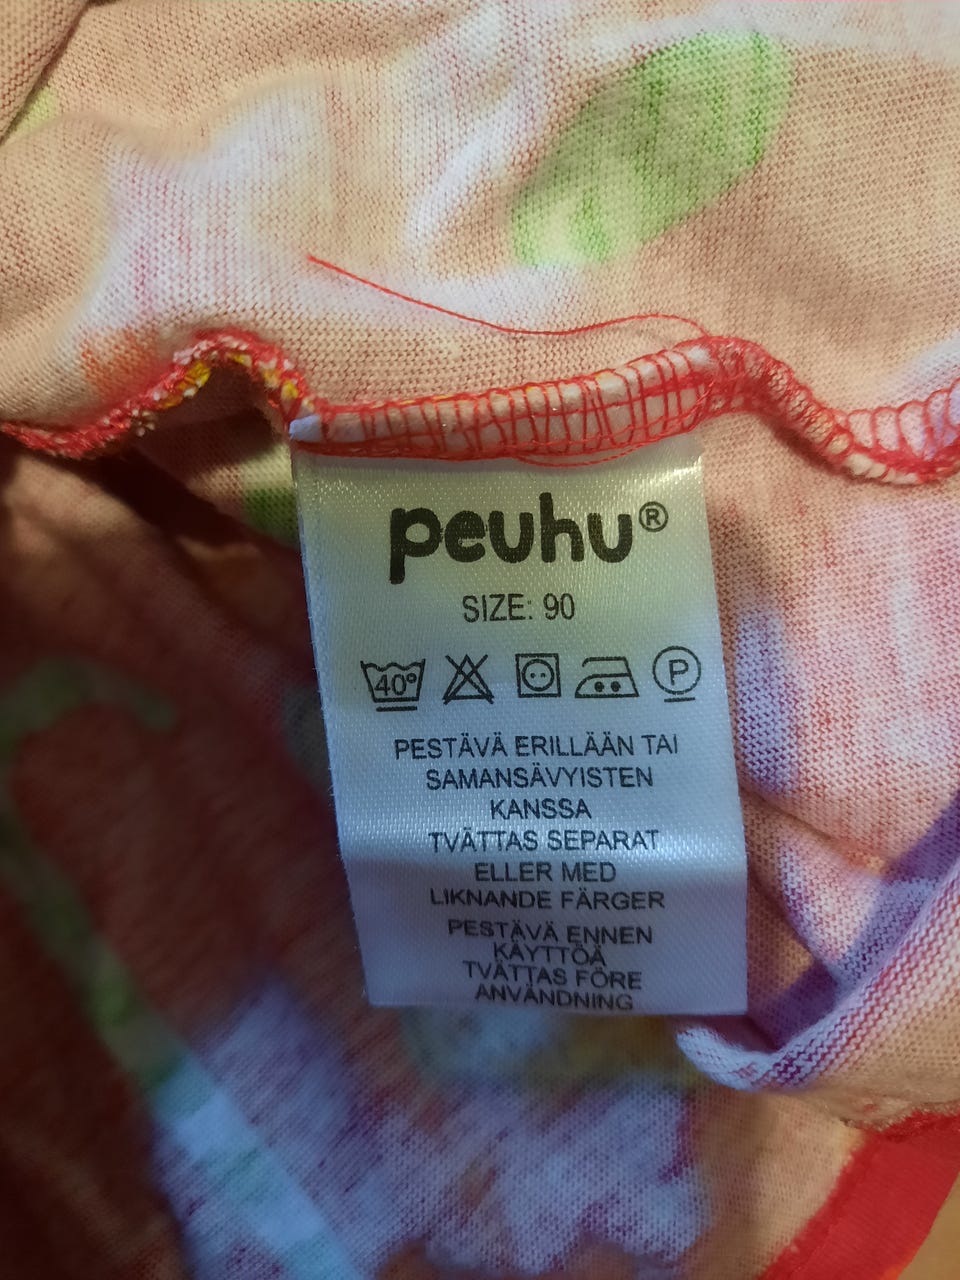 peuhu®
SIZE: 90
40° P
PESTÄVÄ ERILLÄÄN TAI
SAMANSÄVYISTEN
KANSSA
TVÄTTAS SEPARAT
ELLER MED
LIKNANDE FÄRGER
PESTÄVÄ ENNEN
KÄYTTÖÄ
TVÄTTAS FÖRE
ANVÄNDNING